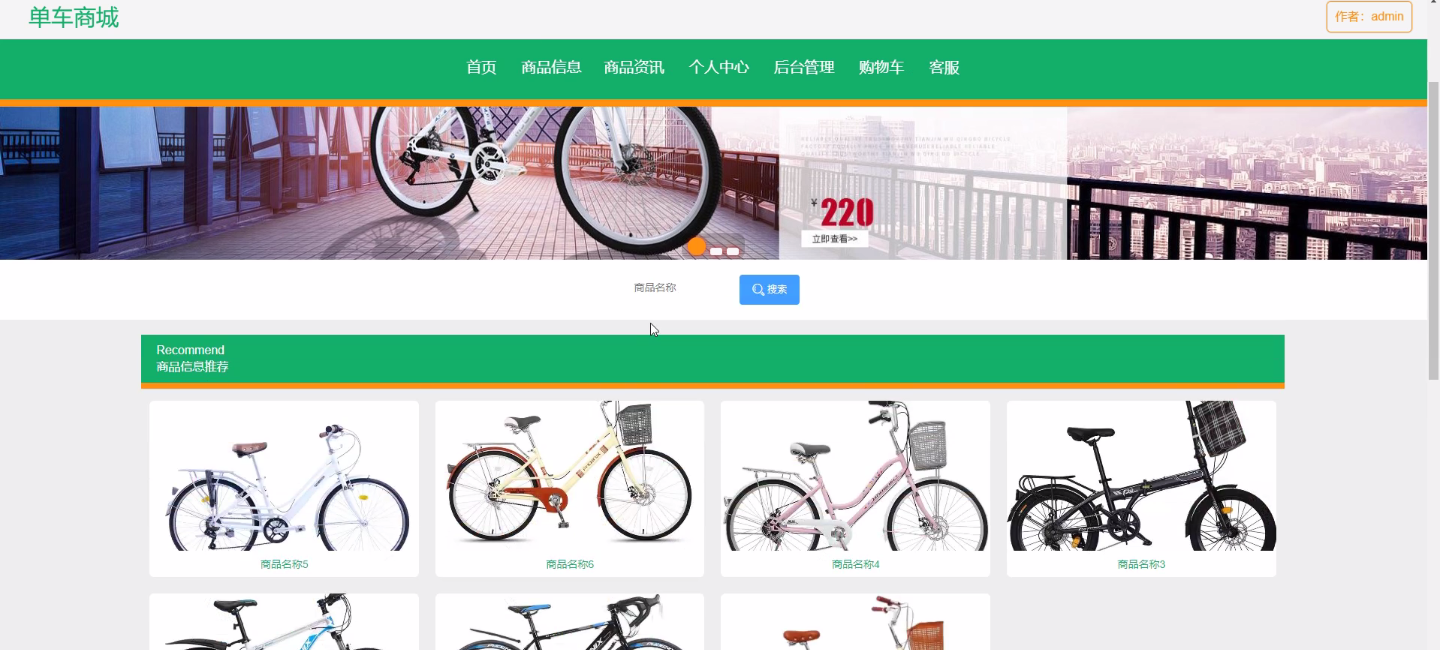 单车商城
作者：admin
首页 商品信息 商品资讯 个人中心 后台管理 购物车 客服
¥220
立即查看>>
商品名称
搜索
Recommend
商品信息推荐
商品名称5
商品名称6
商品名称4
商品名称3